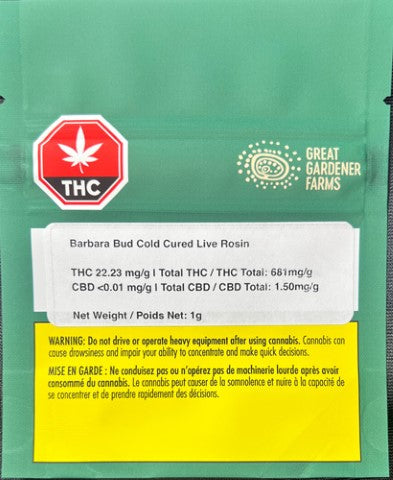 THC
GREAT
GARDENER
FARMS
Barbara Bud Cold Cured Live Rosin
THC 22.23 mg/g I Total THC / THC Total: 681mg/g
CBD <0.01 mg/g I Total CBD / CBD Total: 1.50mg/g
Net Weight / Poids Net: 1g
WARNING: Do not drive or operate heavy equipment after using cannabis. Cannabis can
cause drowsiness and impair your ability to concentrate and make quick decisions.
MISE EN GARDE : Ne conduisez pas ou n'opérez pas de machinerie lourde après avoir
consommé du cannabis. Le cannabis peut causer de la somnolence et nuire à la capacité de
se concentrer et de prendre rapidement des décisions.